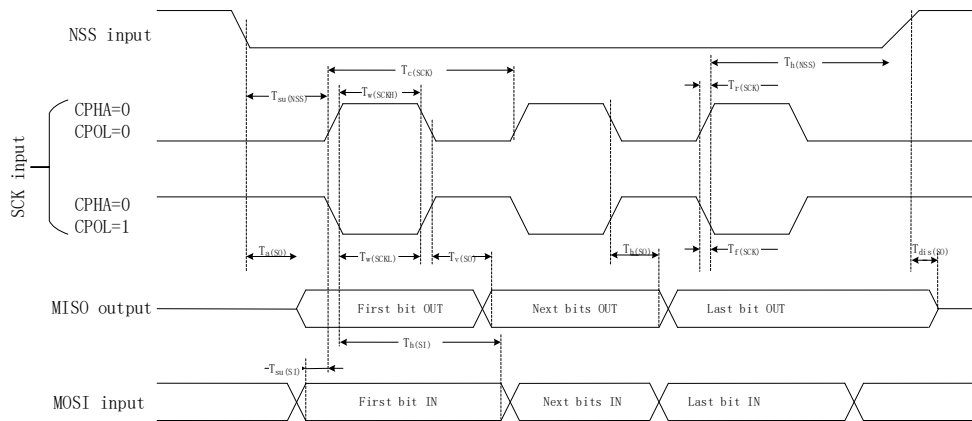 NSS input
Tc(SCK)
Th(NSS)
Tsu(NSS)
Tw(SCKH)
Tr(SCK)
SCK input
CPHA=0
CPOL=0
CPHA=0
CPOL=1
Ta(SO)
Tw(SCKL)
Tv(SO)
Th(SO)
Tf(SCK)
Tdis(SO)
MISO output
First bit OUT
Next bits OUT
Last bit OUT
Th(SI)
Tsu(SI)
MOSI input
First bit IN
Next bits IN
Last bit IN